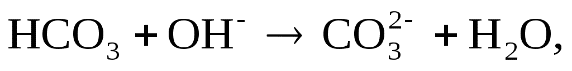 HCO₃ + OH⁻ → CO₃²⁻ + H₂O,